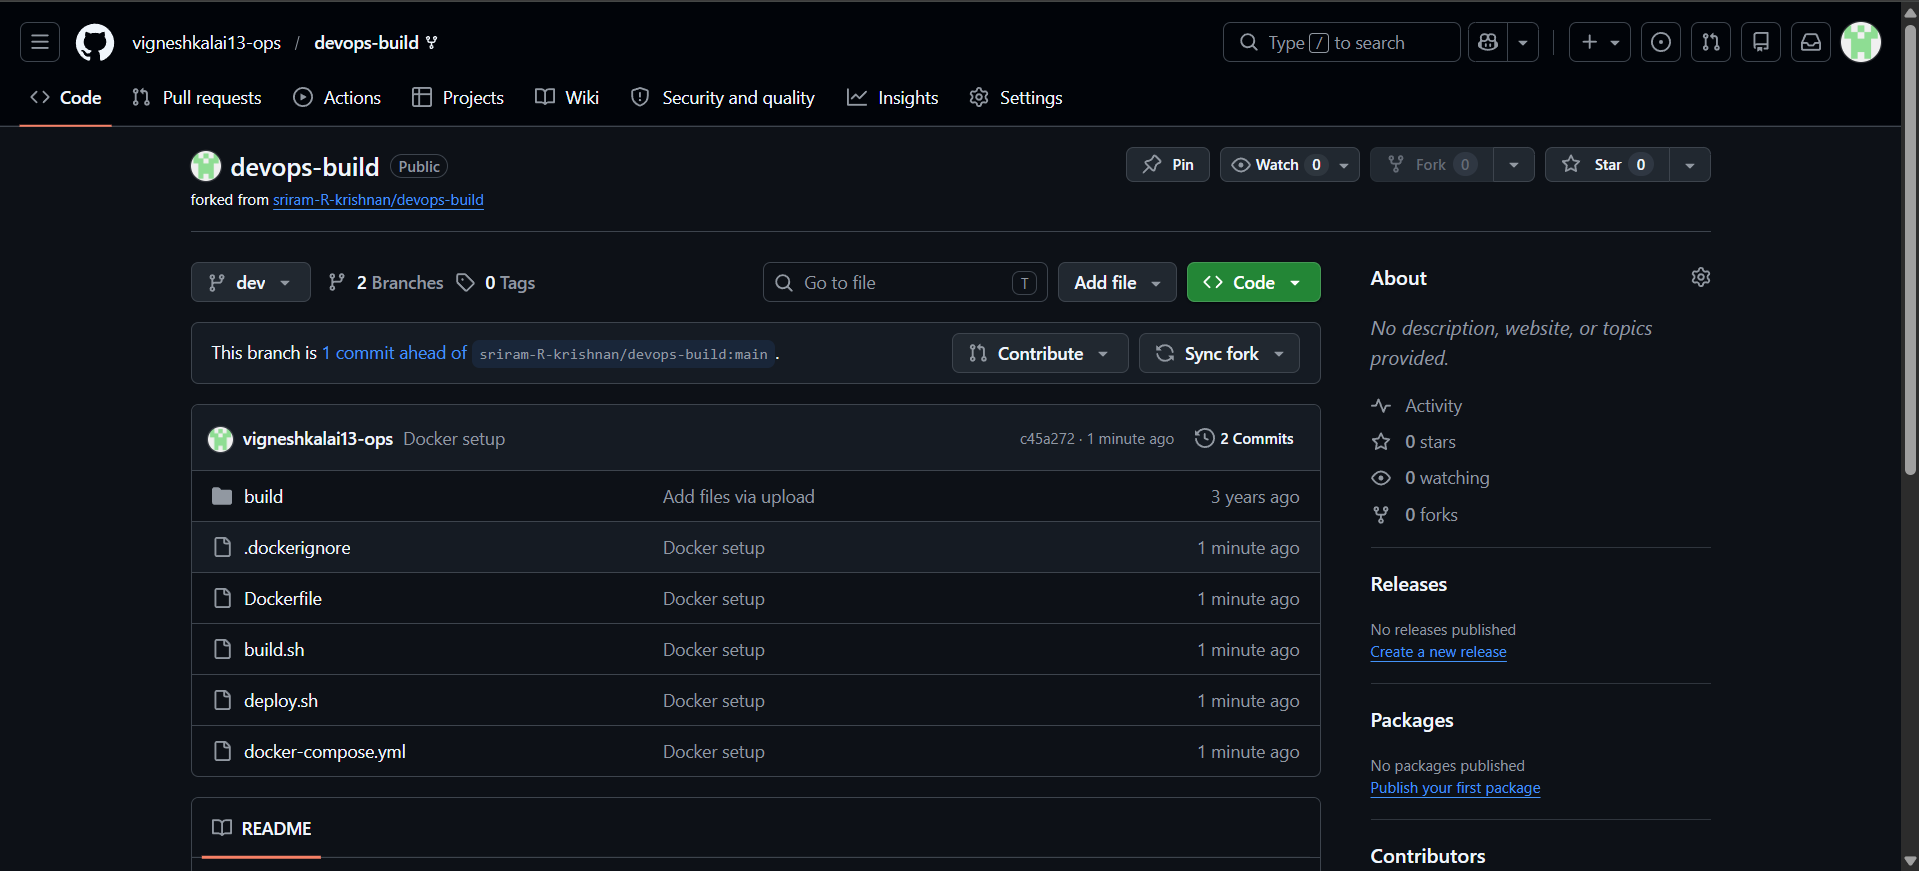 vigneshkalai13-ops / devops-build
Type / to search
Code
Pull requests
Actions
Projects
Wiki
Security and quality
Insights
Settings
devops-build Public
forked from sriram-R-krishnan/devops-build
Pin
Watch 0
Fork 0
Star 0
dev
2 Branches
0 Tags
Go to file T
Add file
Code
This branch is 1 commit ahead of sriram-R-krishnan/devops-build:main .
Contribute
Sync fork
vigneshkalai13-ops Docker setup c45a272 · 1 minute ago 2 Commits
build Add files via upload 3 years ago
.dockerignore Docker setup 1 minute ago
Dockerfile Docker setup 1 minute ago
build.sh Docker setup 1 minute ago
deploy.sh Docker setup 1 minute ago
docker-compose.yml Docker setup 1 minute ago
README
About
No description, website, or topics
provided.
Activity
0 stars
0 watching
0 forks
Releases
No releases published
Create a new release
Packages
No packages published
Publish your first package
Contributors